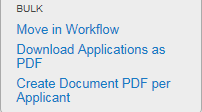 BULK
Move in Workflow
Download Applications as
PDF
Create Document PDF per
Applicant